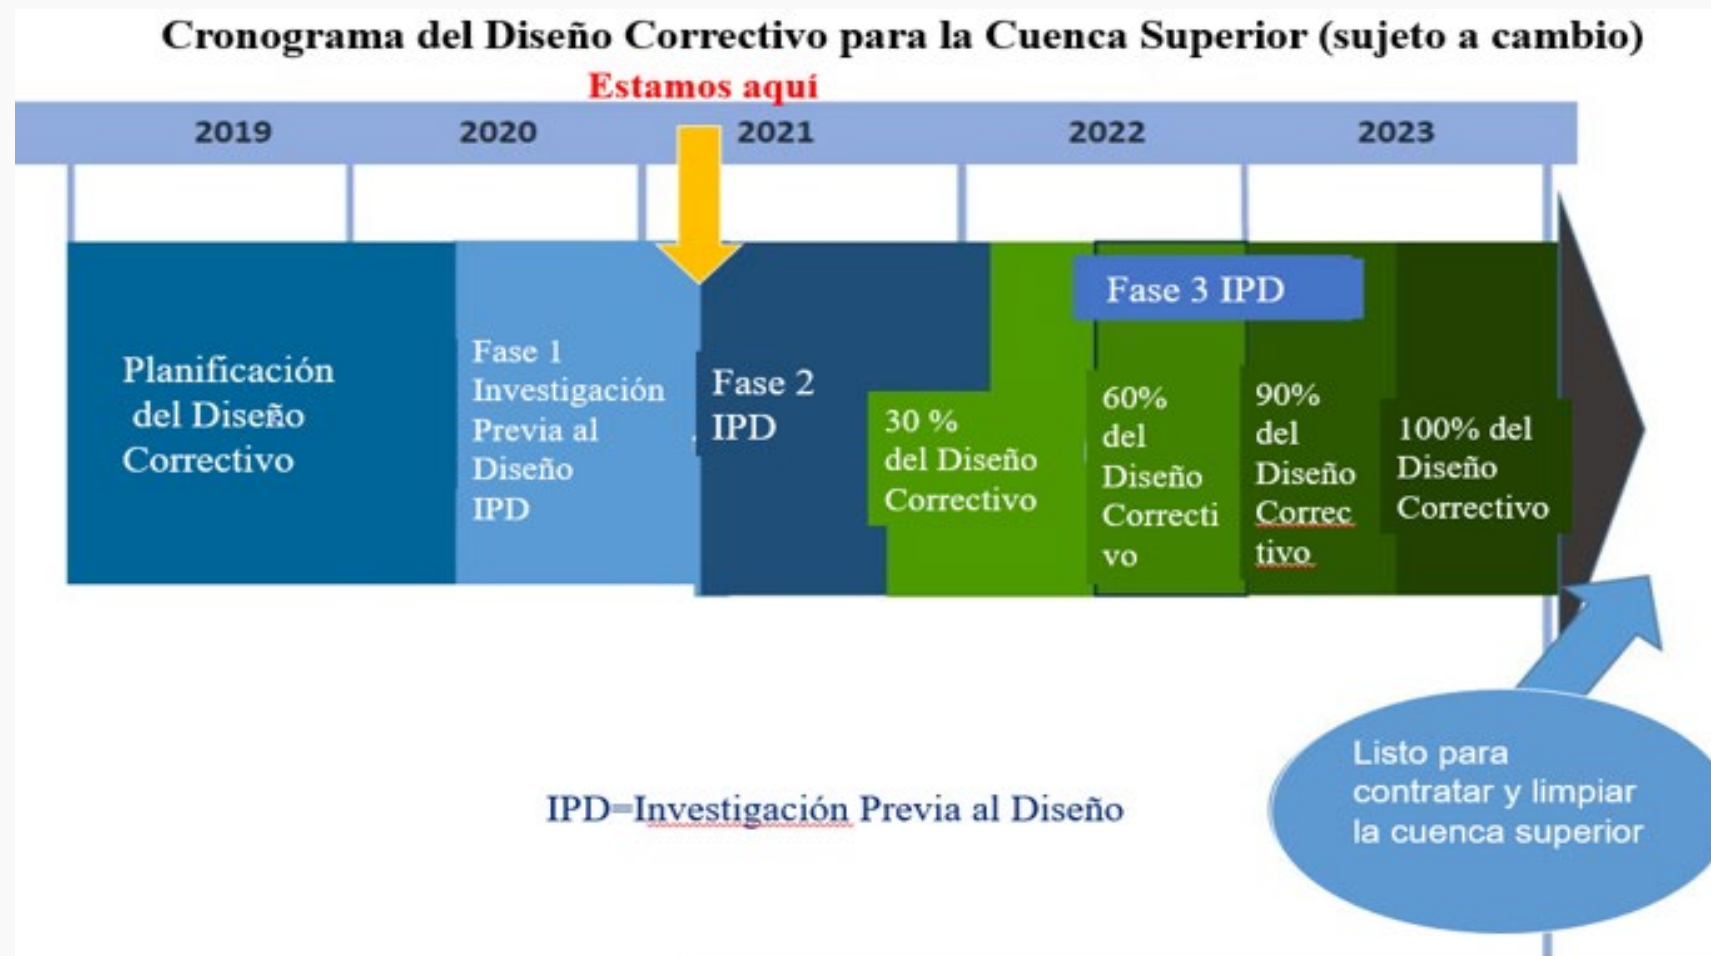 Cronograma del Diseño Correctivo para la Cuenca Superior (sujeto a cambio)
Estamos aquí
2019 2020 2021 2022 2023
Planificación
del Diseño
Correctivo
Fase 1
Investigación
Previa al
Diseño
IPD
Fase 2
IPD
30 %
del Diseño
Correctivo
Fase 3 IPD
60%
del
Diseño
Correcti
vo
90%
del
Diseño
Correc
tivo
100% del
Diseño
Correctivo
Listo para
contratar y limpiar
la cuenca superior
IPD=Investigación Previa al Diseño